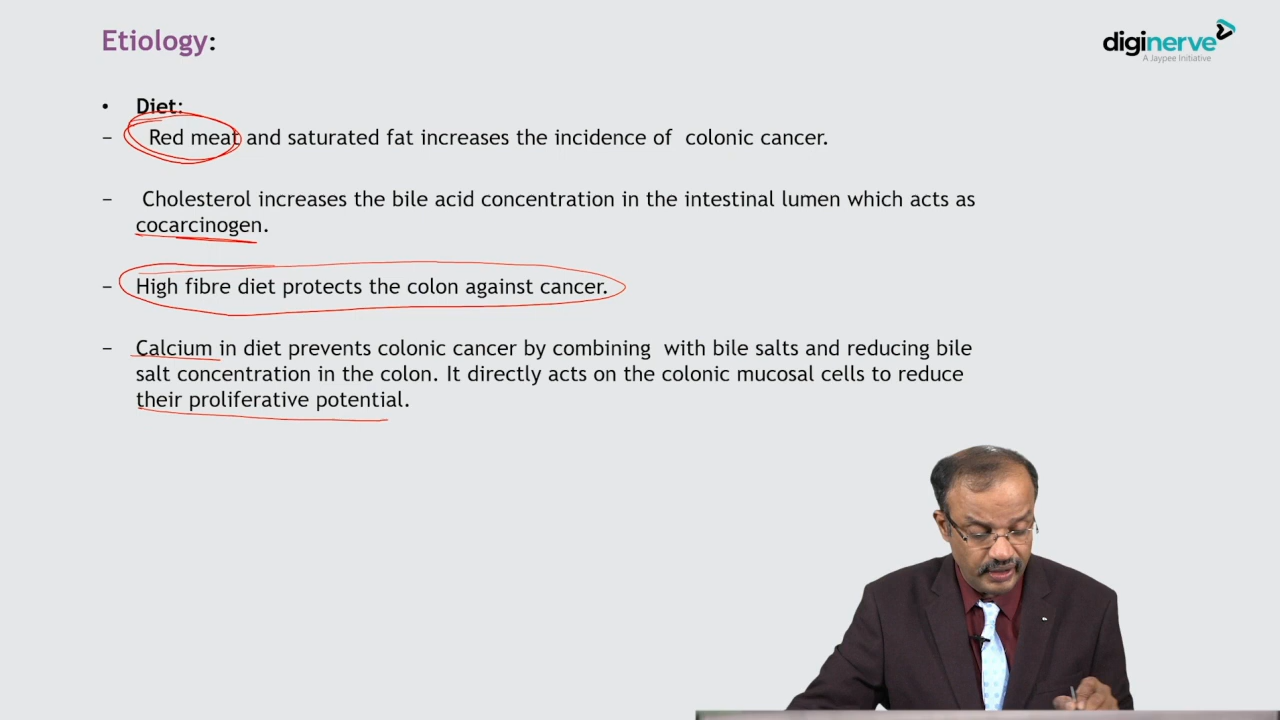 Etiology:
diginerve
A Jaypee Initiative
• Diet:
– Red meat and saturated fat increases the incidence of colonic cancer.
– Cholesterol increases the bile acid concentration in the intestinal lumen which acts as
cocarcinogen.
– High fibre diet protects the colon against cancer.
– Calcium in diet prevents colonic cancer by combining with bile salts and reducing bile
salt concentration in the colon. It directly acts on the colonic mucosal cells to reduce
their proliferative potential.